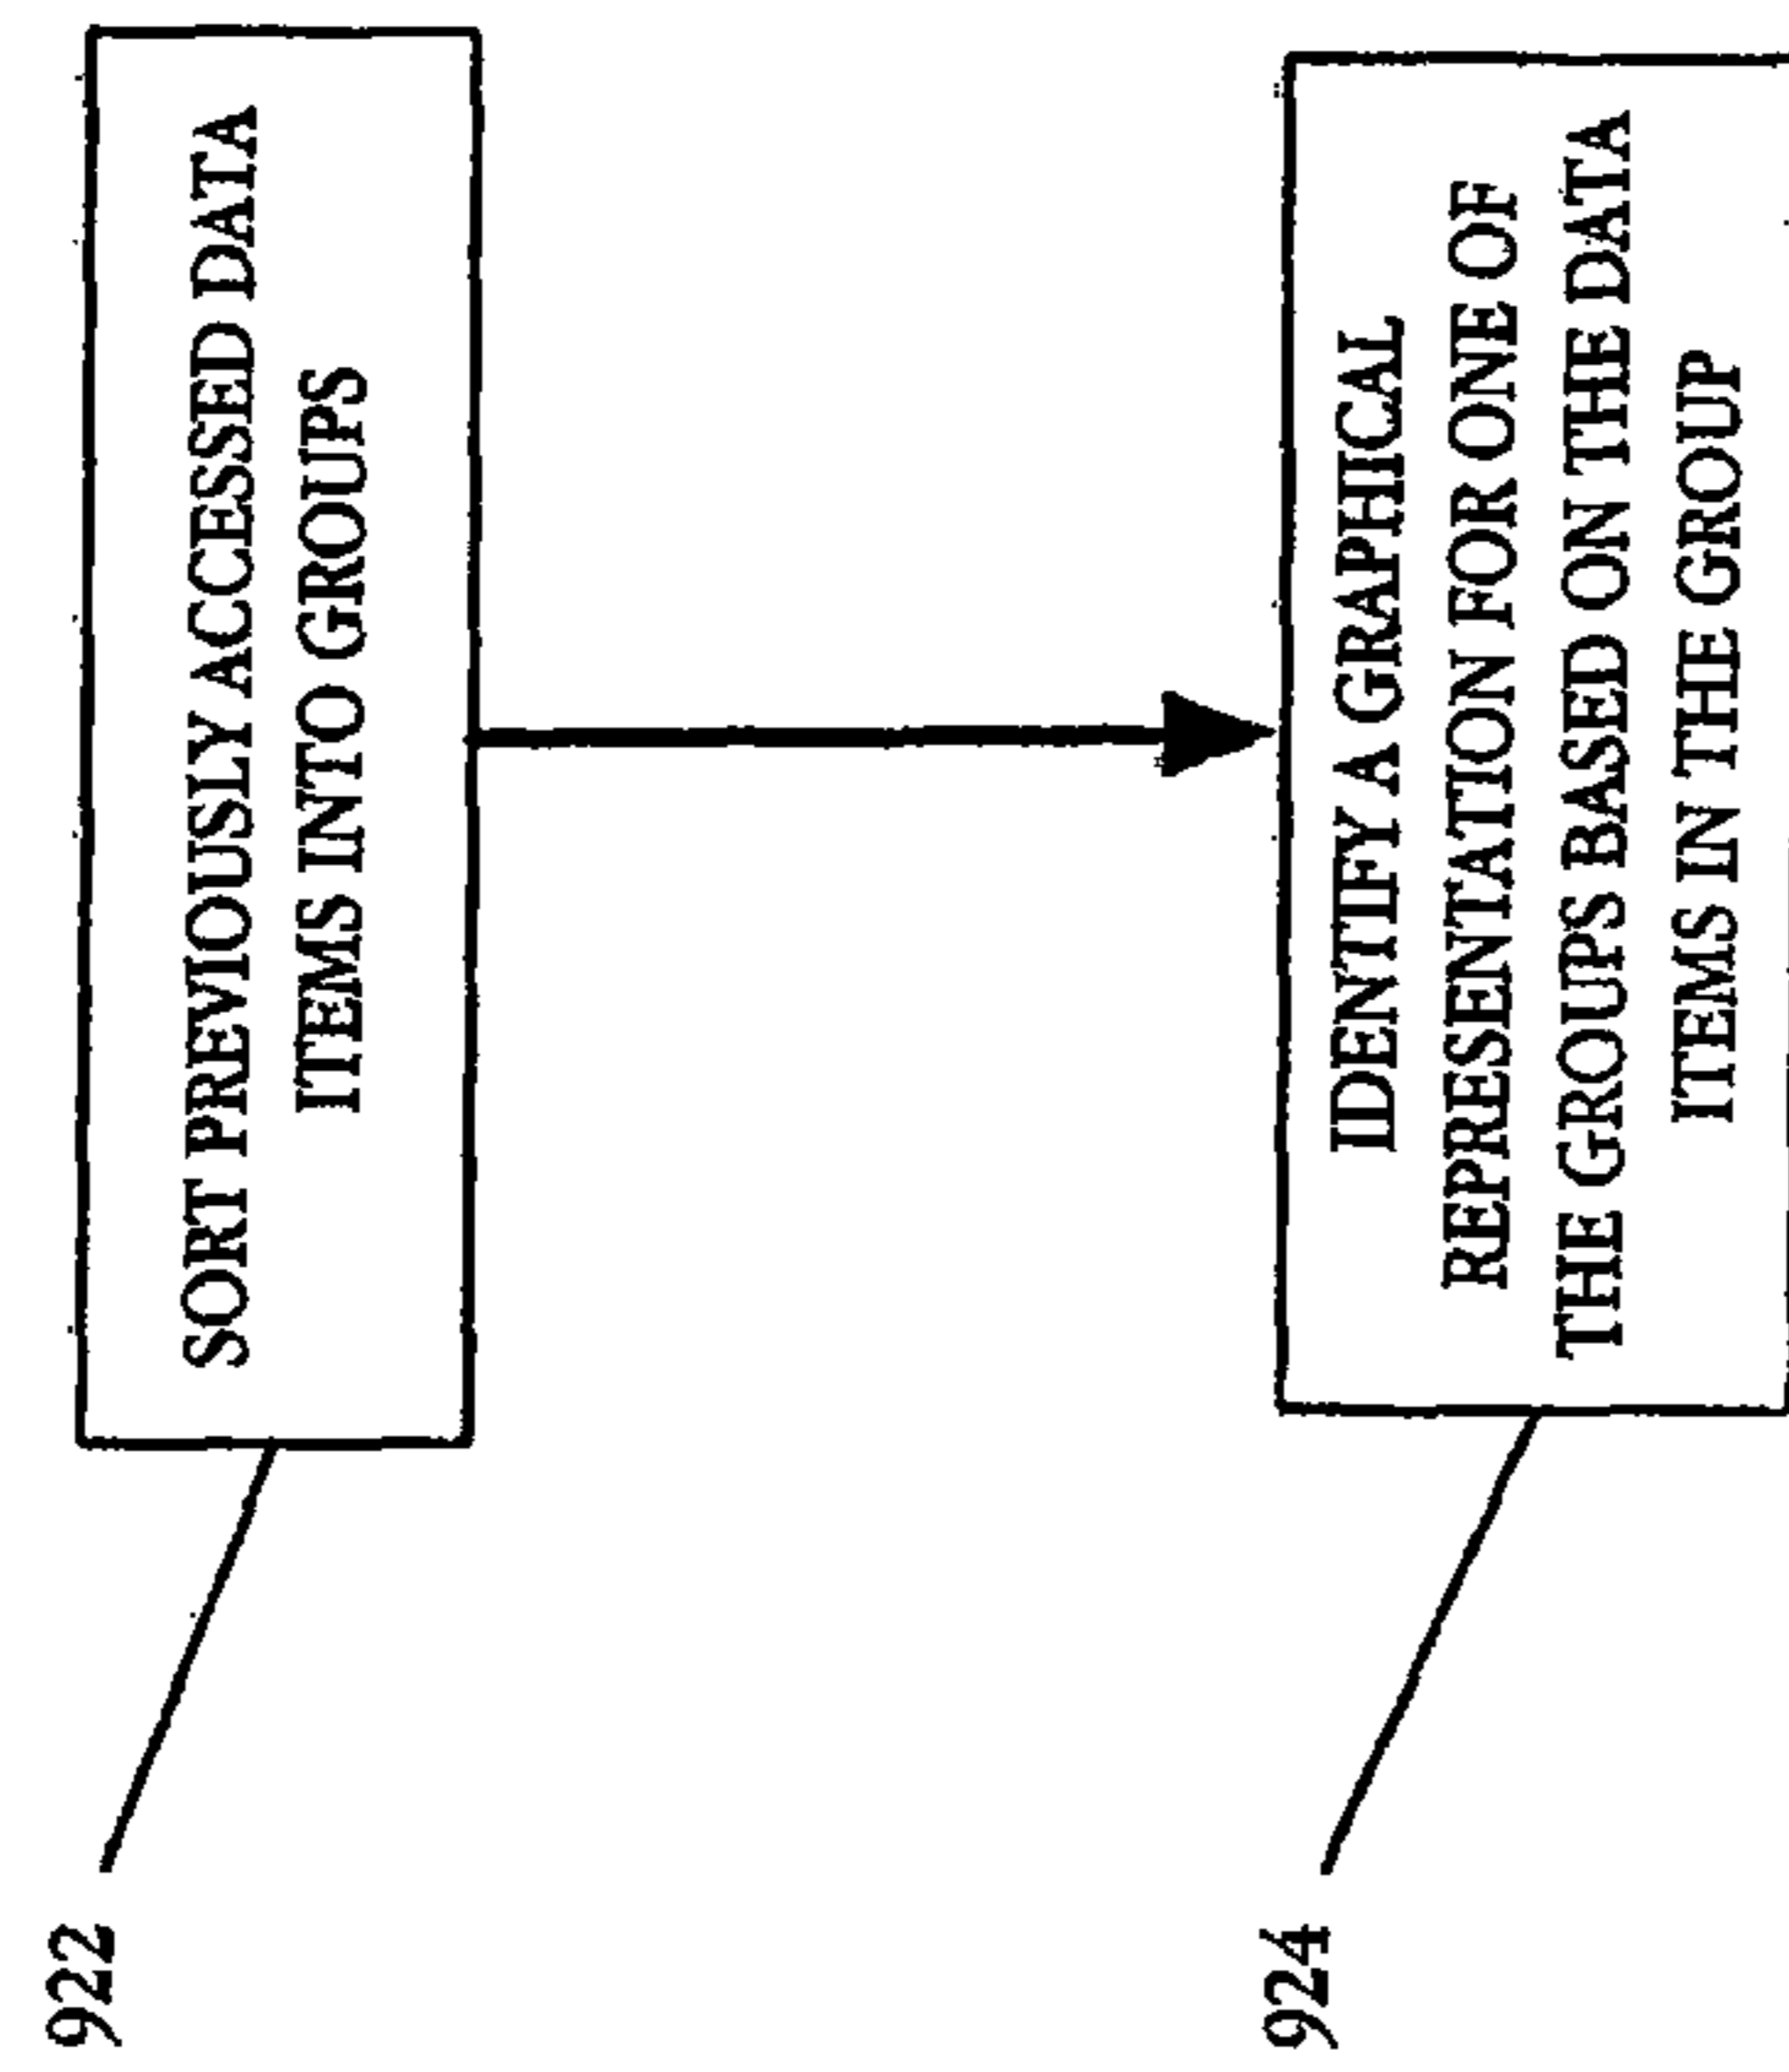 922
SORT PREVIOUSLY ACCESSED DATA
ITEMS INTO GROUPS
924
IDENTIFY A GRAPHICAL
REPRESENTATION FOR ONE OF
THE GROUPS BASED ON THE DATA
ITEMS IN THE GROUP